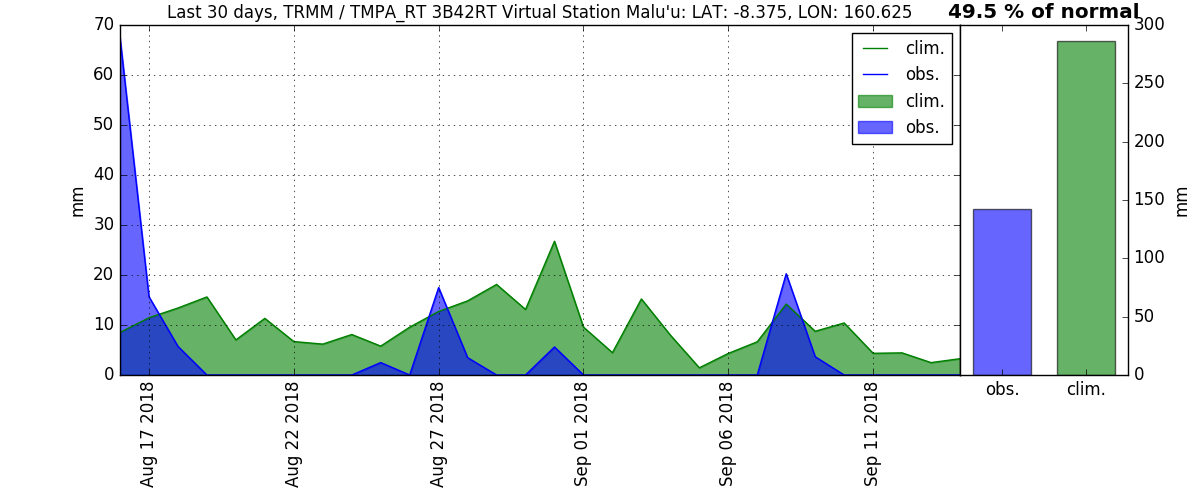 Last 30 days, TRMM / TMPA_RT 3B42RT Virtual Station Malu'u: LAT: -8.375, LON: 160.625
49.5 % of normal
70
60
50
40
30
20
10
0
mm
clim.
obs.
clim.
obs.
Aug 17 2018
Aug 22 2018
Aug 27 2018
Sep 01 2018
Sep 06 2018
Sep 11 2018
300
250
200
150
100
50
0
mm
obs.
clim.